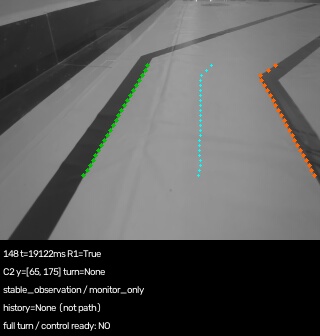 148 t=19122ms R1=True
C2 y=[65, 175] turn=None
stable_observation / monitor_only
history=None (not path)
full turn / control ready: NO